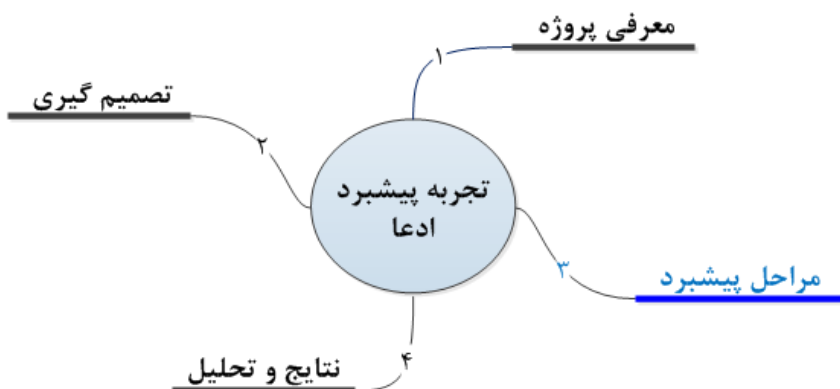 معرفی پروژه
۱
تصمیم گیری
۲
تجربه پیشبرد
ادعا
۳
مراحل پیشبرد
۴
نتایج و تحلیل